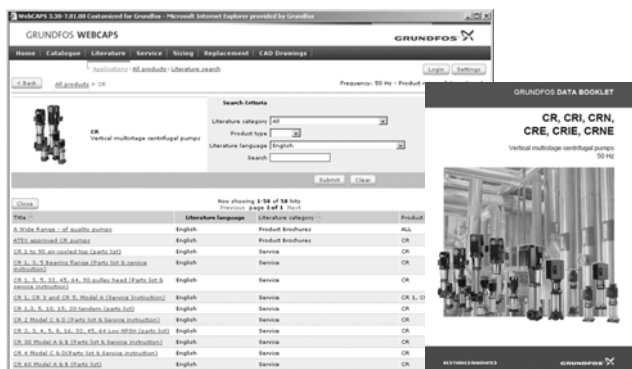 WebCAPS 3.30-7.01.08 Customized for Grundfos - Microsoft Internet Explorer provided by Grundfos
GRUNDFOS WEBCAPS
GRUNDFOS
Home Catalogue Literature Service Sizing Replacement CAD Drawings
Applications All products Literature search
Login Settings
< Back All products > CR
Frequency: 50 Hz - Product
CR
Vertical multistage centrifugal pumps
Search Criteria
Literature category All
Product type
Literature language English
Search
Submit Clear
Close
Now showing 1-58 of 58 hits
Previous page 1 of 1 Next
Title Literature language Literature category Product
A Wide Range - of quality pumps English Product Brochures ALL
ATEX approved CR pumps English Product Brochures CR
CR 1 to 90 air-cooled top (parts list) English Service CR
CR 1, 3, 5 Bearing flange (Parts list & service instruction) English Service CR
CR 1, 3, 5, 32, 45, 64, 90 pullex head (Parts list & service instruction) English Service CR
CR 1, CR 3 and CR 5, Model A (Service Instruction) English Service CR 1, C
CR 1,3, 5, 10, 15, 20 tandem (parts list) English Service CR
CR 2 Model C & D (Parts list & Service instruction) English Service CR
CR 2, 3, 4, 5, 8, 16, 32, 45, 64 Low NPSH (parts list) English Service CR
CR 30 Model A & B (Parts list & Service instruction) English Service CR
CR 4 Model C & D(Parts list & Service instruction) English Service CR
CR 60 Model A & B (Parts list) English Service CR
GRUNDFOS DATA BOOKLET
CR, CRI, CRN,
CRE, CRIE, CRNE
Vertical multistage centrifugal pumps
50 Hz
BE>THINK>INNOVATE>
GRUNDFOS